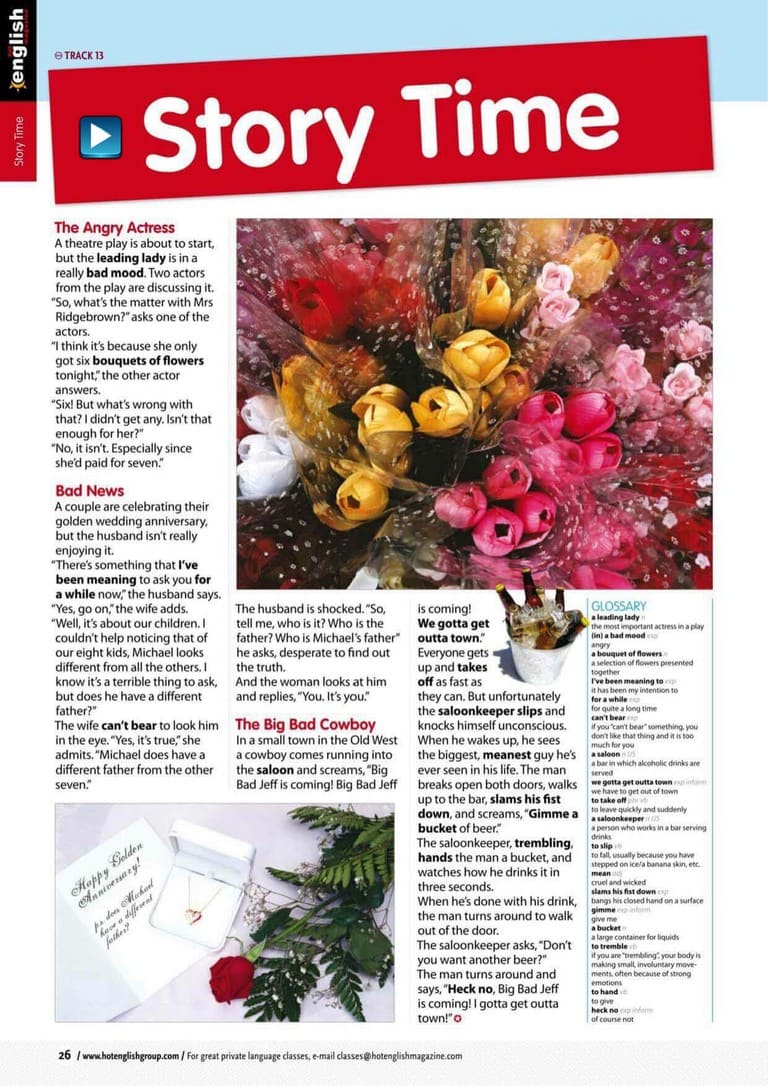 english
Story Time
TRACK 13
Story Time
The Angry Actress
A theatre play is about to start,
but the leading lady is in a
really bad mood. Two actors
from the play are discussing it.
"So, what's the matter with Mrs
Ridgebrown?" asks one of the
actors.
"I think it's because she only
got six bouquets of flowers
tonight," the other actor
answers.
"Six! But what's wrong with
that? I didn't get any. Isn't that
enough for her?"
"No, it isn't. Especially since
she'd paid for seven."
Bad News
A couple are celebrating their
golden wedding anniversary,
but the husband isn't really
enjoying it.
"There's something that I've
been meaning to ask you for
a while now," the husband says.
"Yes, go on," the wife adds.
"Well, it's about our children. I
couldn't help noticing that of
our eight kids, Michael looks
different from all the others. I
know it's a terrible thing to ask,
but does he have a different
father?"
The wife can't bear to look him
in the eye. "Yes, it's true," she
admits. "Michael does have a
different father from the other
seven."
The husband is shocked. "So,
tell me, who is it? Who is the
father? Who is Michael's father"
he asks, desperate to find out
the truth.
And the woman looks at him
and replies, "You. It's you."
The Big Bad Cowboy
In a small town in the Old West
a cowboy comes running into
the saloon and screams, "Big
Bad Jeff is coming! Big Bad Jeff
is coming!
We gotta get
outta town."
Everyone gets
up and takes
off as fast as
they can. But unfortunately
the saloonkeeper slips and
knocks himself unconscious.
When he wakes up, he sees
the biggest, meanest guy he's
ever seen in his life. The man
breaks open both doors, walks
up to the bar, slams his fist
down, and screams, "Gimme a
bucket of beer."
The saloonkeeper, trembling,
hands the man a bucket, and
watches how he drinks it in
three seconds.
When he's done with his drink,
the man turns around to walk
out of the door.
The saloonkeeper asks, "Don't
you want another beer?"
The man turns around and
says, "Heck no, Big Bad Jeff
is coming! I gotta get outta
town!"
GLOSSARY
a leading lady n
the most important actress in a play
(in) a bad mood exp
angry
a bouquet of flowers n
a selection of flowers presented
together
I've been meaning to exp
it has been my intention to
for a while exp
for quite a long time
can't bear exp
if you "can't bear" something, you
don't like that thing and it is too
much for you
a saloon n US
a bar in which alcoholic drinks are
served
we gotta get outta town exp inform
we have to get out of town
to take off phr vb
to leave quickly and suddenly
a saloonkeeper n US
a person who works in a bar serving
drinks
to slip vb
to fall, usually because you have
stepped on ice/a banana skin, etc.
mean adj
cruel and wicked
slams his fist down exp
bangs his closed hand on a surface
gimme exp inform
give me
a bucket n
a large container for liquids
to tremble vb
if you are "trembling", your body is
making small, involuntary move-
ments, often because of strong
emotions
to hand vb
to give
heck no exp inform
of course not
Happy Golden
Anniversary!
p.s. does Michael
have a different
father?
26 / www.hotenglishgroup.com / For great private language classes, e-mail classes@hotenglishmagazine.com